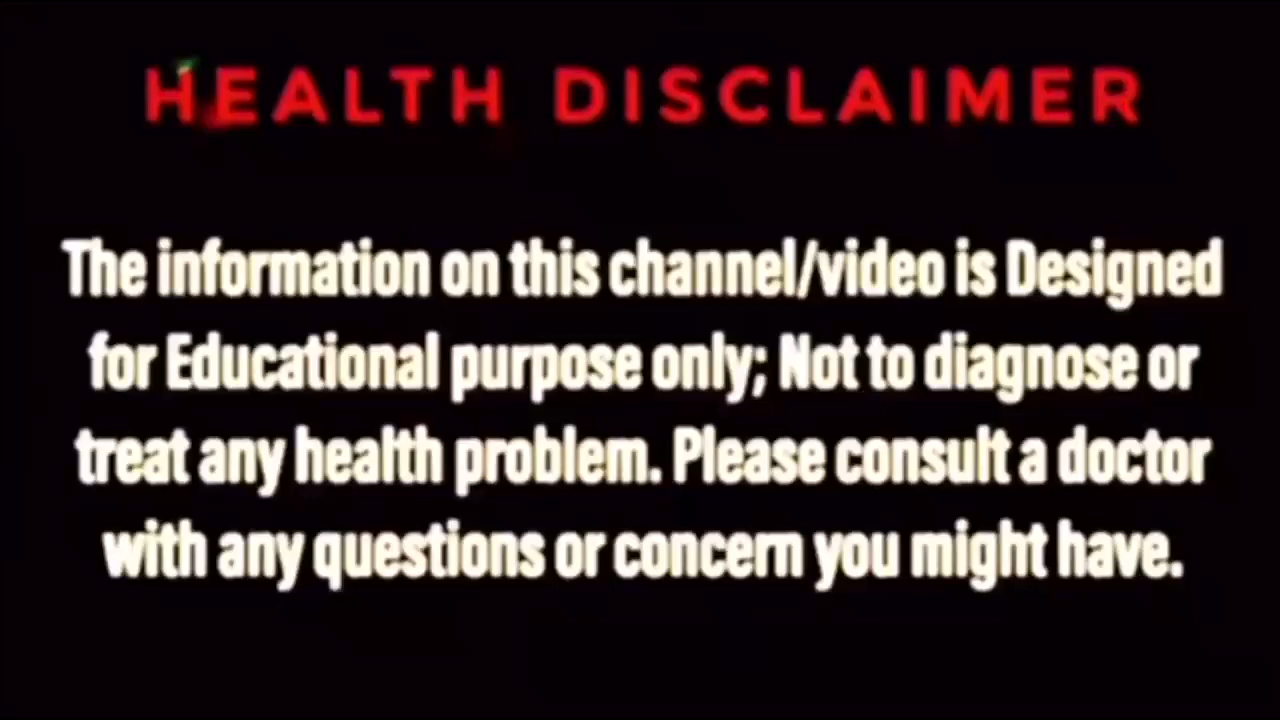 HEALTH DISCLAIMER
The information on this channel/video is Designed
for Educational purpose only; Not to diagnose or
treat any health problem. Please consult a doctor
with any questions or concern you might have.